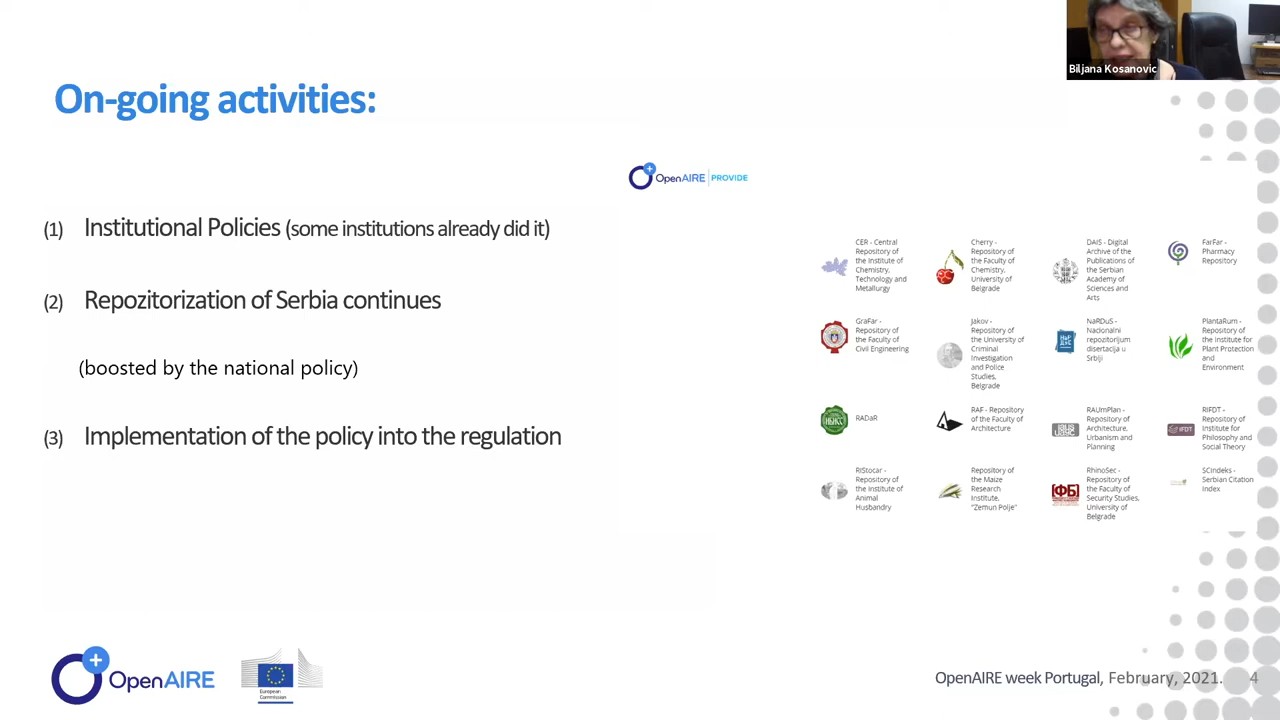 Biljana Kosanovic
On-going activities:
OpenAIRE PROVIDE
(1) Institutional Policies (some institutions already did it)
(2) Repozitorization of Serbia continues
(boosted by the national policy)
(3) Implementation of the policy into the regulation
CER - Central
Repository of
the Institute of
Chemistry,
Technology and
Metallurgy
Cherry -
Repository of
the Faculty of
Chemistry,
University of
Belgrade
DAIS - Digital
Archive of the
Publications of
the Serbian
Academy of
Sciences and
Arts
FarFar -
Pharmacy
Repository
GraFar -
Repository of
the Faculty of
Civil Engineering
Jakov -
Repository of
the University of
Criminal
Investigation
and Police
Studies,
Belgrade
NaRDuS -
Nacionalni
repozitorijum
disertacija u
Srbiji
PlantaRum -
Repository of
the Institute for
Plant Protection
and
Environment
RADaR
RAF - Repository
of the Faculty of
Architecture
RAUmPlan -
Repository of
Architecture,
Urbanism and
Planning
IFDT
RIFDT -
Repository of
Institute for
Philosophy and
Social Theory
RIStocar -
Repository of
the Institute of
Animal
Husbandry
Repository of
the Maize
Research
Institute,
"Zemun Polje"
ФБ
RhinoSec -
Repository of
the Faculty of
Security Studies,
University of
Belgrade
SCIndeks -
Serbian Citation
Index
OpenAIRE
European
Commission
OpenAIRE week Portugal, February, 2021. 4